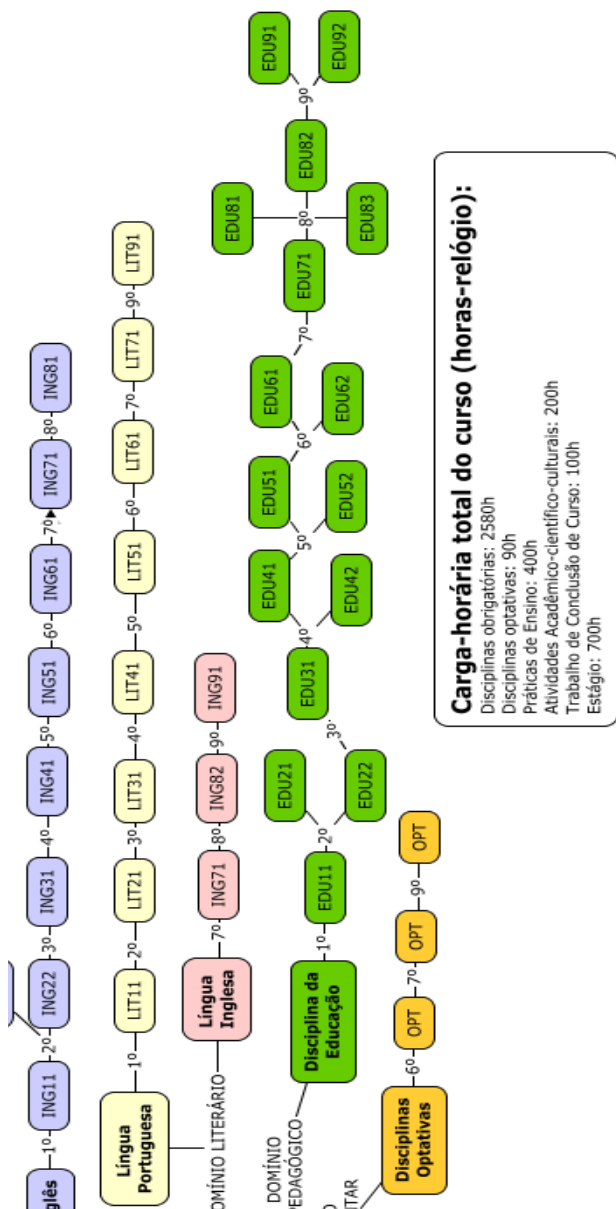 glês
1º
ING11
2º
ING22
3º
ING31
4º
ING41
5º
ING51
6º
ING61
7º
ING71
8º
ING81
Língua
Portuguesa
1º
LIT11
2º
LIT21
3º
LIT31
4º
LIT41
5º
LIT51
6º
LIT61
7º
LIT71
9º
LIT91
OMÍNIO LITERÁRIO
Língua
Inglesa
7º
ING71
8º
ING82
9º
ING91
DOMÍNIO
PEDAGÓGICO
Disciplina da
Educação
1º
EDU11
2º
EDU21
EDU22
3º
EDU31
4º
EDU41
EDU42
5º
EDU51
EDU52
6º
EDU61
EDU62
7º
EDU71
8º
EDU81
EDU82
EDU83
9º
EDU91
EDU92
O
NTAR
Disciplinas
Optativas
6º
OPT
7º
OPT
9º
OPT
Carga-horária total do curso (horas-relógio):
Disciplinas obrigatórias: 2580h
Disciplinas optativas: 90h
Práticas de Ensino: 400h
Atividades Acadêmico-científico-culturais: 200h
Trabalho de Conclusão de Curso: 100h
Estágio: 700h